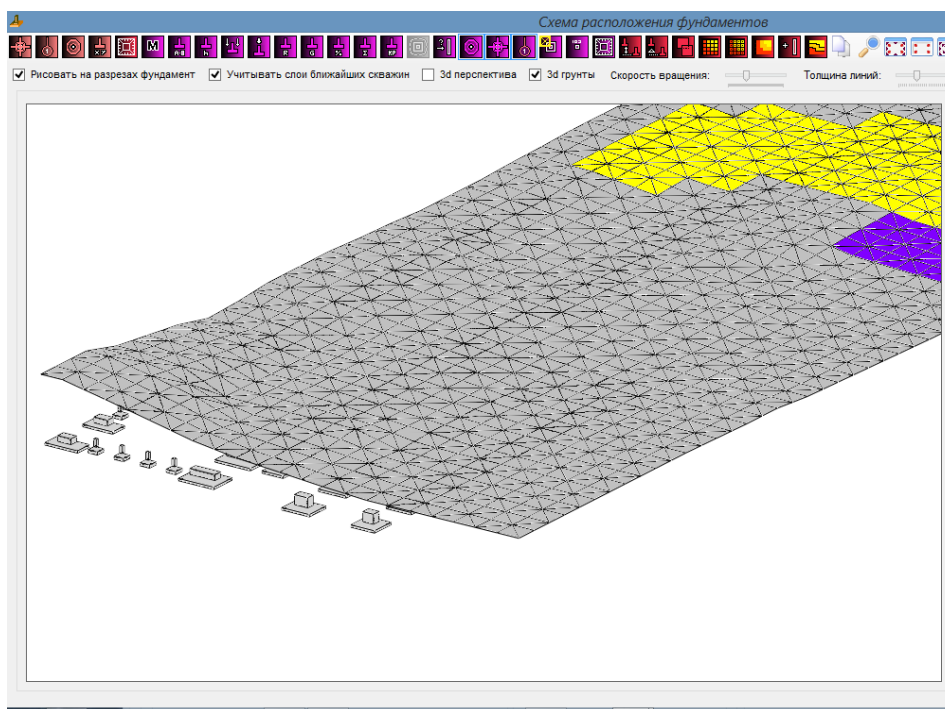 Схема расположения фундаментов
Рисовать на разрезах фундамент Учитывать слои ближайших скважин 3d перспектива 3d грунты Скорость вращения: Толщина линий: